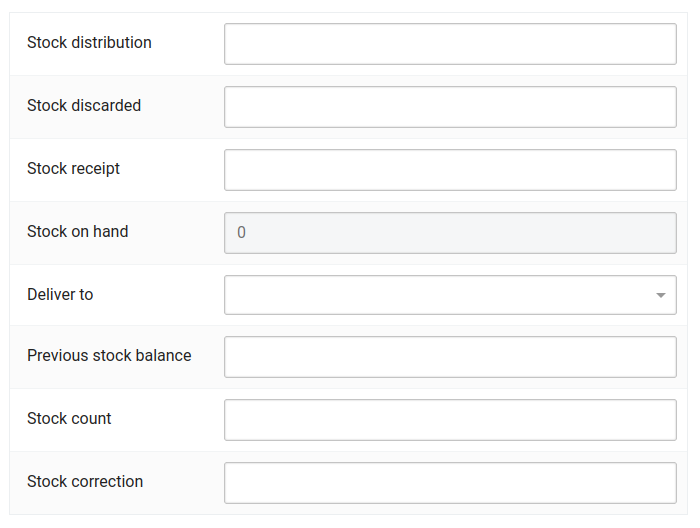 Stock distribution
Stock discarded
Stock receipt
Stock on hand
0
Deliver to
Previous stock balance
Stock count
Stock correction